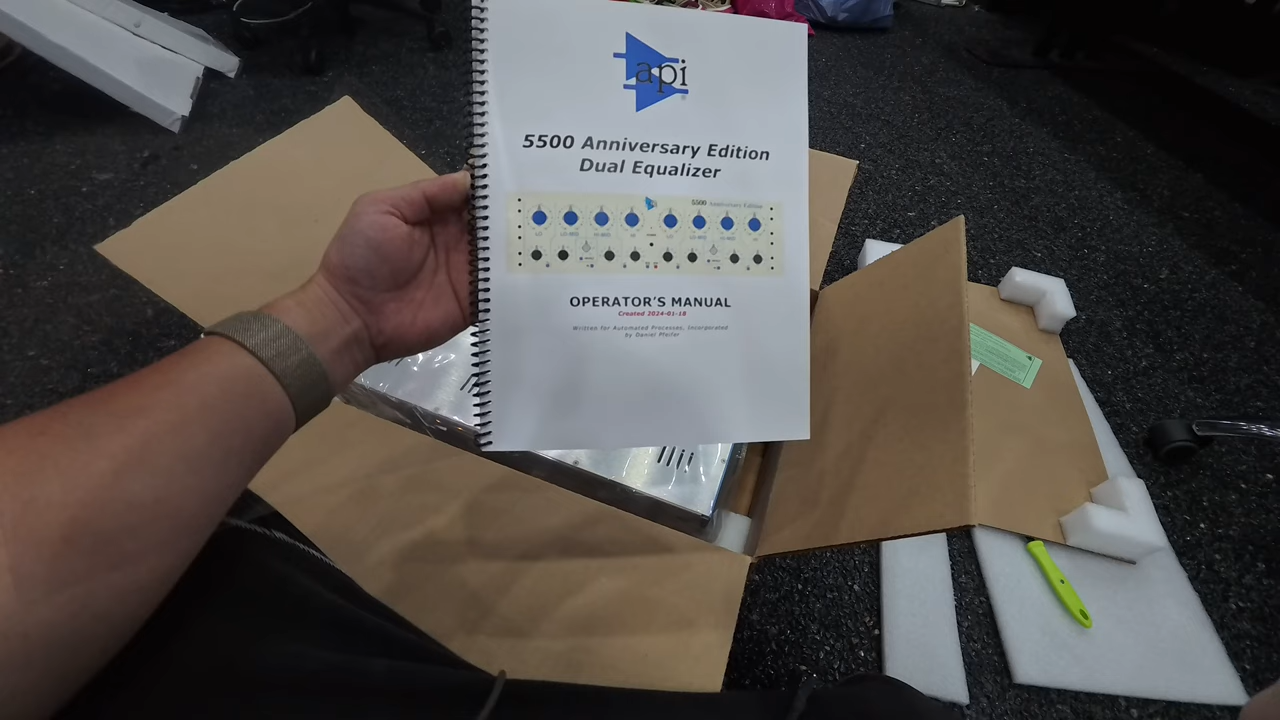 api
5500 Anniversary Edition
Dual Equalizer
5500 Anniversary Edition
OPERATOR'S MANUAL
Created 2024-01-18
Written for Automated Processes, Incorporated
by Daniel Pfeifer